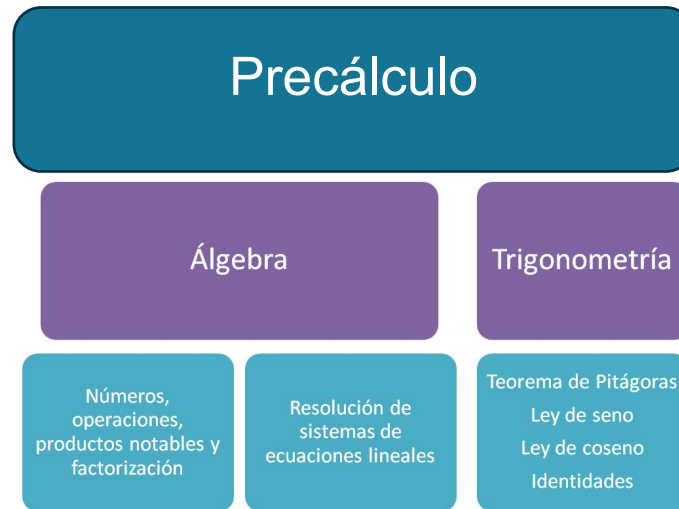 Precálculo
Álgebra
Trigonometría
Números,
operaciones,
productos notables y
factorización
Resolución de
sistemas de
ecuaciones lineales
Teorema de Pitágoras
Ley de seno
Ley de coseno
Identidades